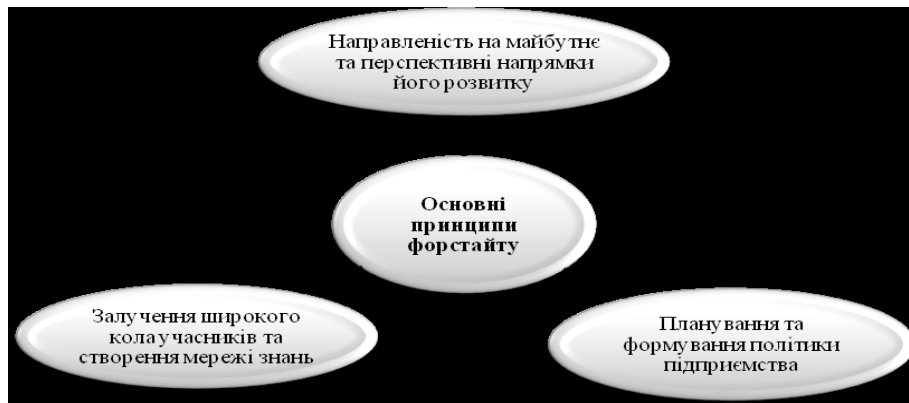 Направленість на майбутнє
та перспективні напрямки
його розвитку
Основні
принципи
форстайту
Залучення широкого
кола учасників та
створення мережі знань
Планування та
формування політики
підприємства